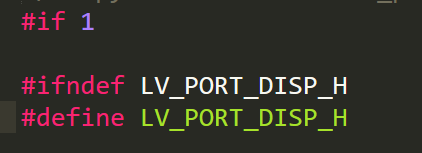 #if 1
#ifndef LV_PORT_DISP_H
#define LV_PORT_DISP_H